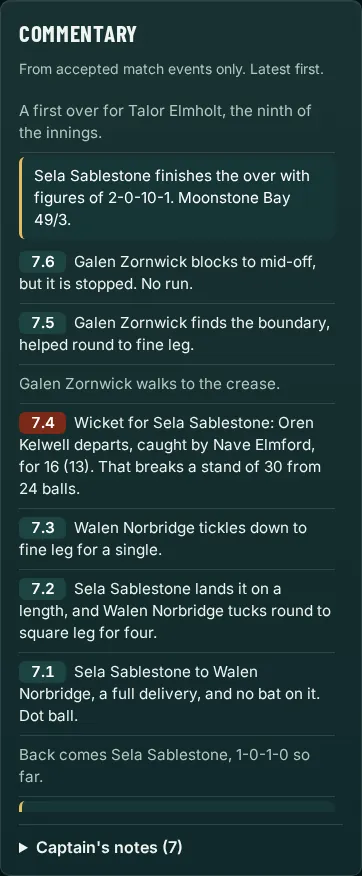 COMMENTARY
From accepted match events only. Latest first.
A first over for Talor Elmholt, the ninth of
the innings.
Sela Sablestone finishes the over with
figures of 2-0-10-1. Moonstone Bay
49/3.
7.6 Galen Zornwick blocks to mid-off,
but it is stopped. No run.
7.5 Galen Zornwick finds the boundary,
helped round to fine leg.
Galen Zornwick walks to the crease.
7.4 Wicket for Sela Sablestone: Oren
Kelwell departs, caught by Nave Elmford,
for 16 (13). That breaks a stand of 30 from
24 balls.
7.3 Walen Norbridge tickles down to
fine leg for a single.
7.2 Sela Sablestone lands it on a
length, and Walen Norbridge tucks round to
square leg for four.
7.1 Sela Sablestone to Walen
Norbridge, a full delivery, and no bat on it.
Dot ball.
Back comes Sela Sablestone, 1-0-1-0 so
far.
Captain's notes (7)